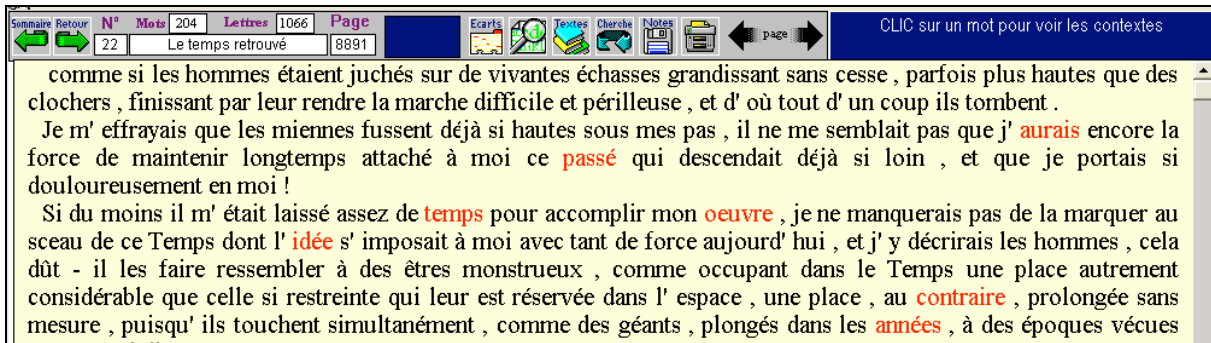 Sommaire Retour N° Mots 204 Lettres 1066 Page Ecarts Textes Cherche Notes page CLIC sur un mot pour voir les contextes
22 Le temps retrouvé 8891
comme si les hommes étaient juchés sur de vivantes échasses grandissant sans cesse , parfois plus hautes que des
clochers , finissant par leur rendre la marche difficile et périlleuse , et d' où tout d' un coup ils tombent .
Je m' effrayais que les miennes fussent déjà si hautes sous mes pas , il ne me semblait pas que j' aurais encore la
force de maintenir longtemps attaché à moi ce passé qui descendait déjà si loin , et que je portais si
douloureusement en moi !
Si du moins il m' était laissé assez de temps pour accomplir mon oeuvre , je ne manquerais pas de la marquer au
sceau de ce Temps dont l' idée s' imposait à moi avec tant de force aujourd' hui , et j' y décrirais les hommes , cela
dût - il les faire ressembler à des êtres monstrueux , comme occupant dans le Temps une place autrement
considérable que celle si restreinte qui leur est réservée dans l' espace , une place , au contraire , prolongée sans
mesure , puisqu' ils touchent simultanément , comme des géants , plongés dans les années , à des époques vécues